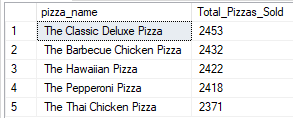 pizza_name Total_Pizzas_Sold
1 The Classic Deluxe Pizza 2453
2 The Barbecue Chicken Pizza 2432
3 The Hawaiian Pizza 2422
4 The Pepperoni Pizza 2418
5 The Thai Chicken Pizza 2371